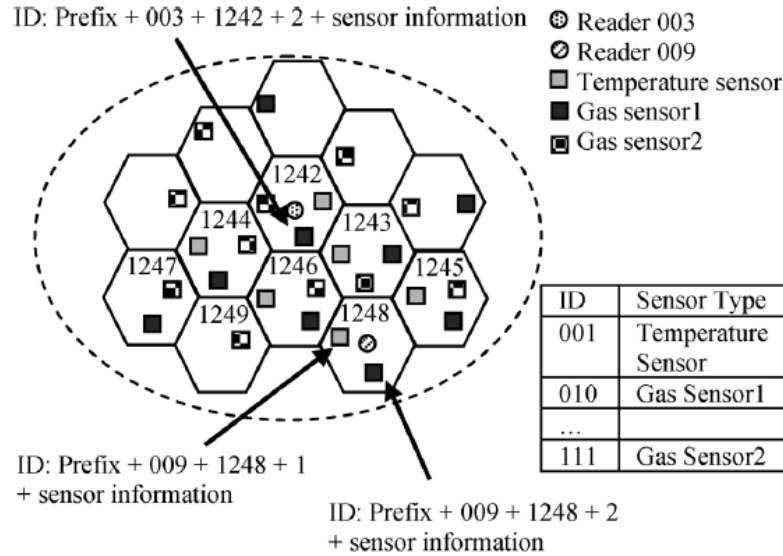 ID: Prefix + 003 + 1242 + 2 + sensor information
Reader 003
Reader 009
Temperature sensor
Gas sensor1
Gas sensor2
1242
1244
1243
1247
1246
1245
1249
1248
ID
Sensor Type
001
Temperature
Sensor
010
Gas Sensor1
...
111
Gas Sensor2
ID: Prefix + 009 + 1248 + 1
+ sensor information
ID: Prefix + 009 + 1248 + 2
+ sensor information